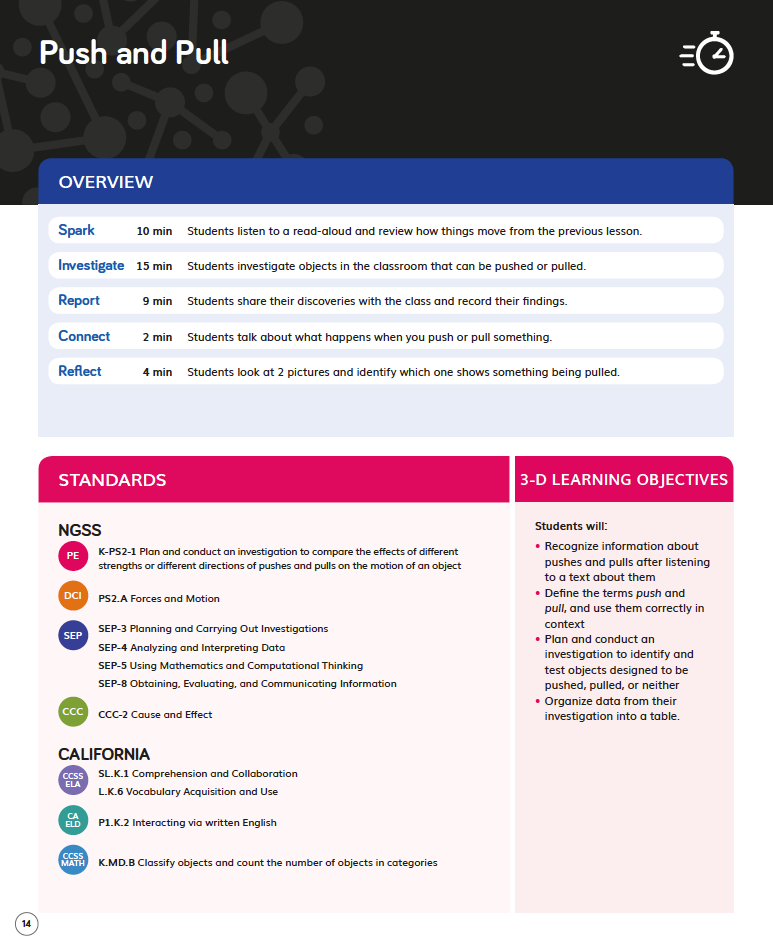 Push and Pull
OVERVIEW
Spark 10 min Students listen to a read-aloud and review how things move from the previous lesson.
Investigate 15 min Students investigate objects in the classroom that can be pushed or pulled.
Report 9 min Students share their discoveries with the class and record their findings.
Connect 2 min Students talk about what happens when you push or pull something.
Reflect 4 min Students look at 2 pictures and identify which one shows something being pulled.
STANDARDS
NGSS
PE
K-PS2-1 Plan and conduct an investigation to compare the effects of different
strengths or different directions of pushes and pulls on the motion of an object
DCI
PS2.A Forces and Motion
SEP
SEP-3 Planning and Carrying Out Investigations
SEP-4 Analyzing and Interpreting Data
SEP-5 Using Mathematics and Computational Thinking
SEP-8 Obtaining, Evaluating, and Communicating Information
CCC
CCC-2 Cause and Effect
CALIFORNIA
CCSS
ELA
SL.K.1 Comprehension and Collaboration
L.K.6 Vocabulary Acquisition and Use
CA
ELD
P1.K.2 Interacting via written English
CCSS
MATH
K.MD.B Classify objects and count the number of objects in categories
3-D LEARNING OBJECTIVES
Students will:
• Recognize information about
pushes and pulls after listening
to a text about them
• Define the terms push and
pull, and use them correctly in
context
• Plan and conduct an
investigation to identify and
test objects designed to be
pushed, pulled, or neither
• Organize data from their
investigation into a table.
14